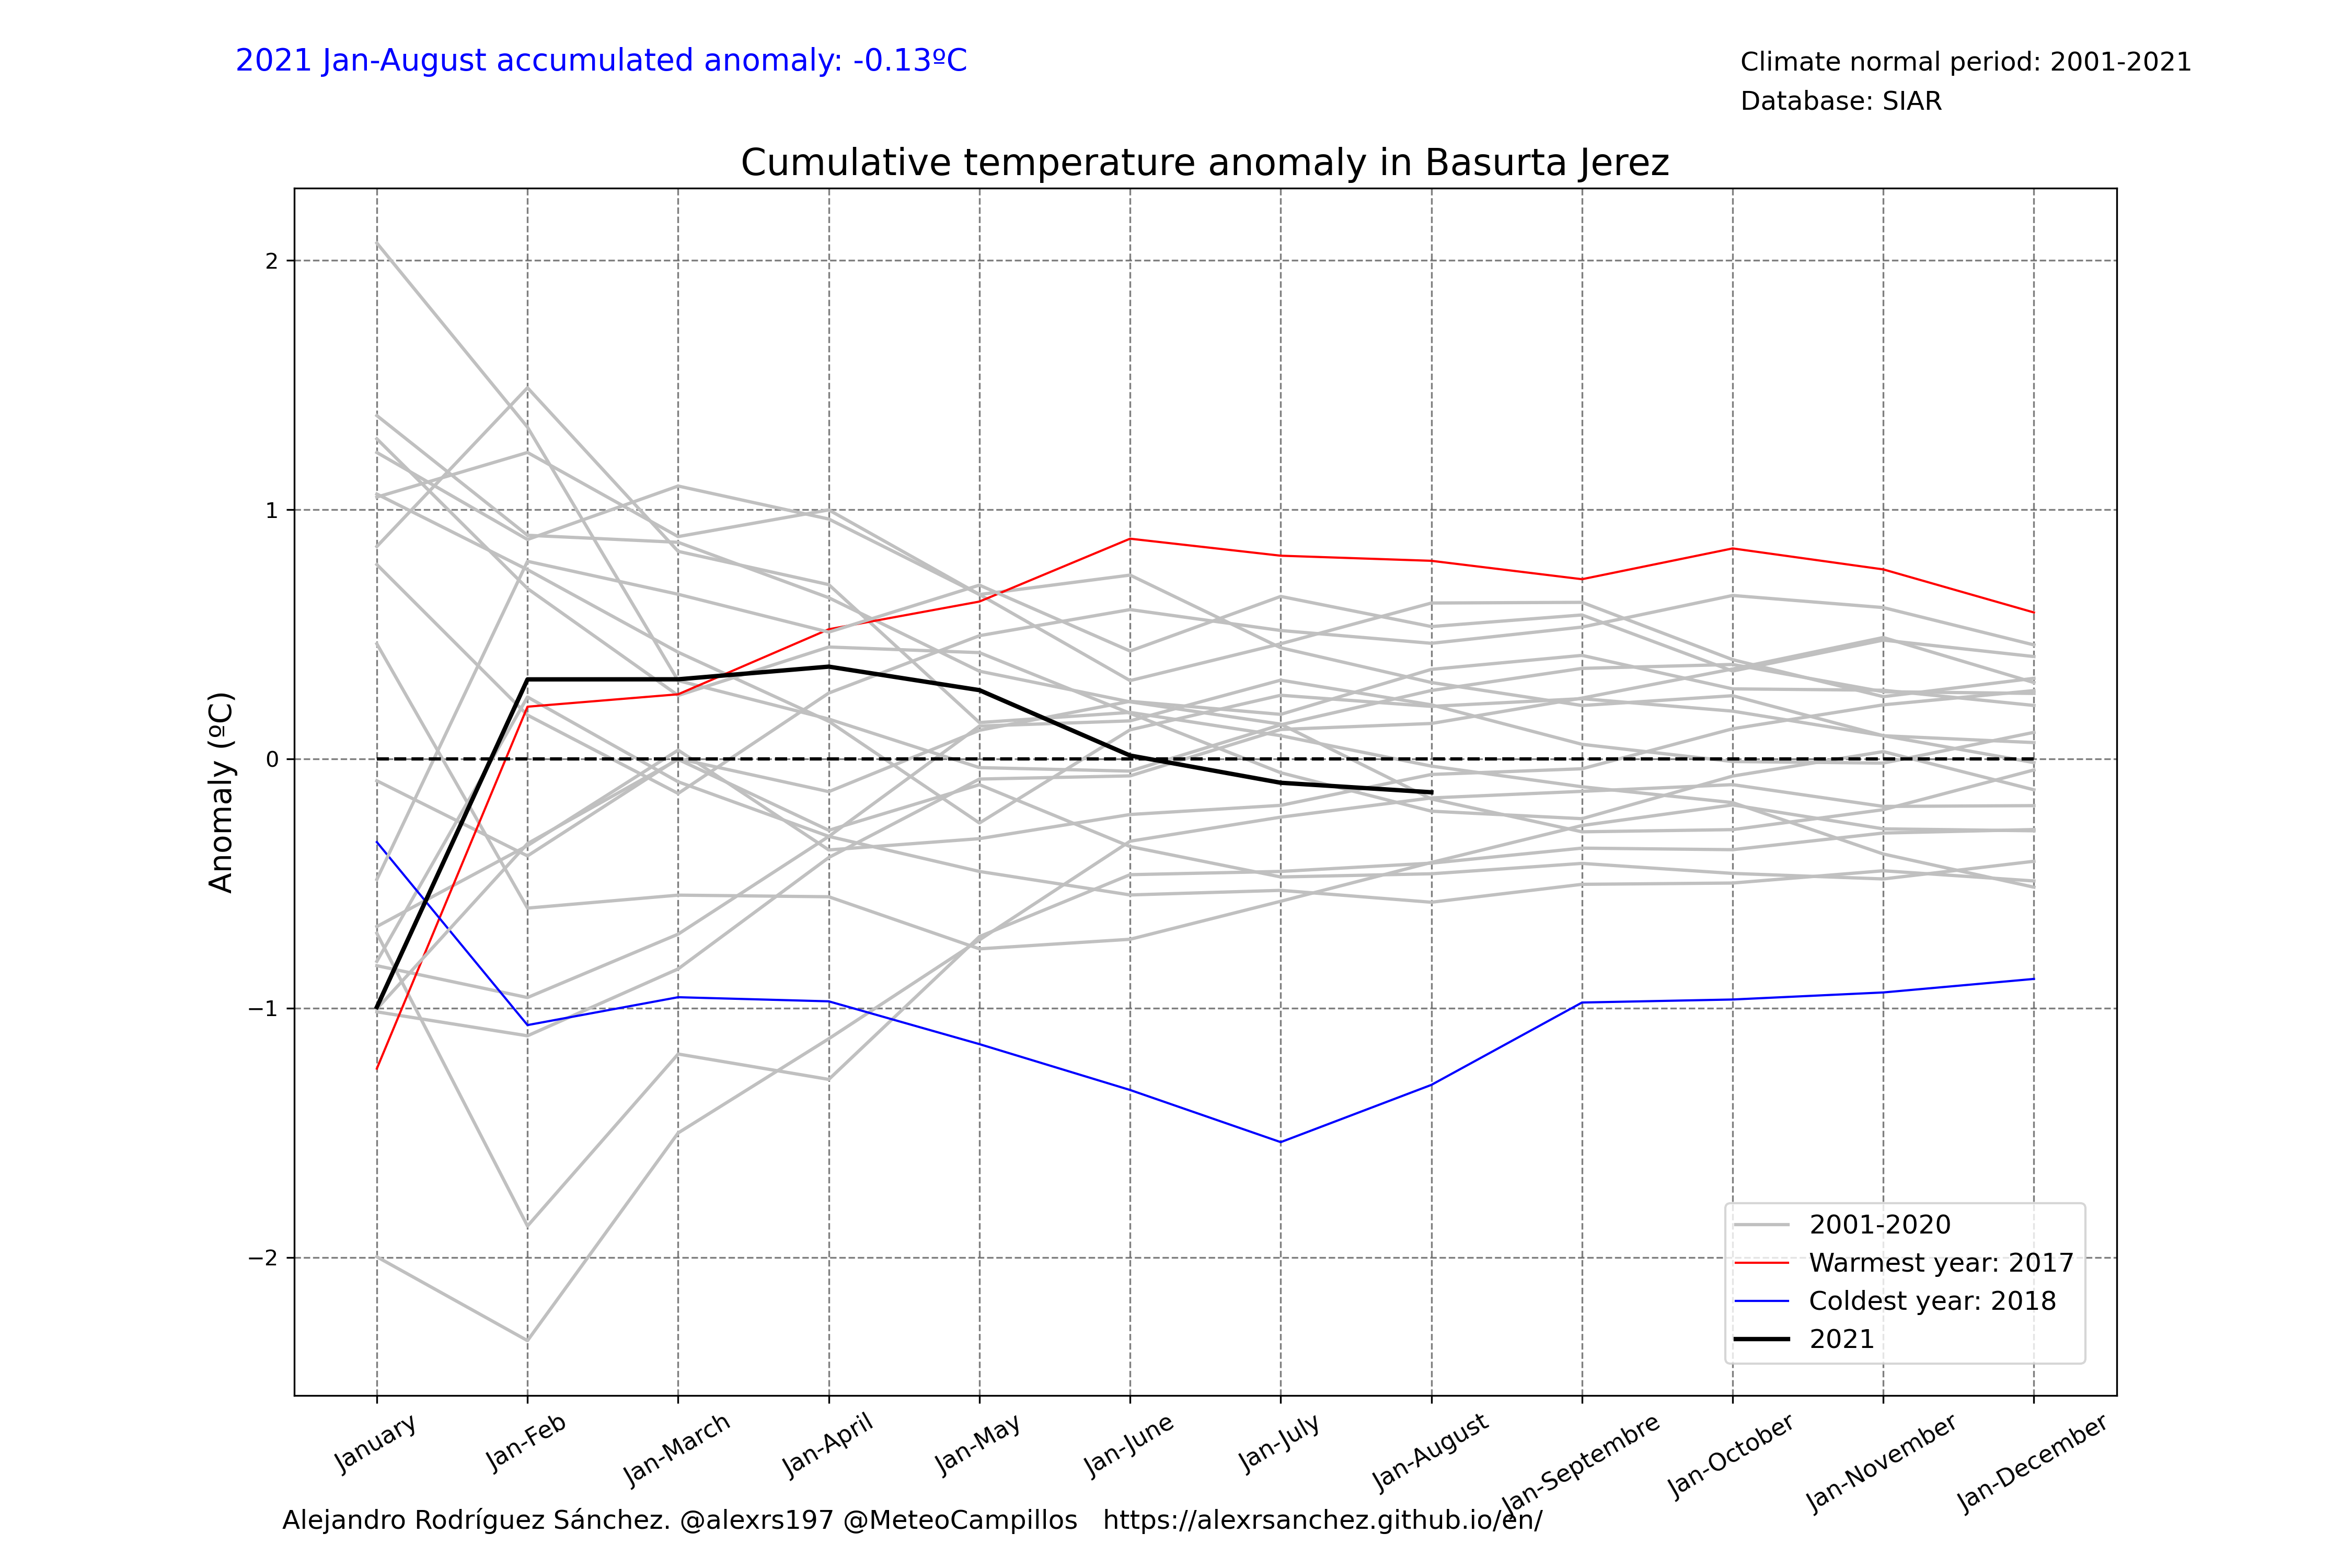 2021 Jan-August accumulated anomaly: -0.13ºC
Climate normal period: 2001-2021
Database: SIAR
Cumulative temperature anomaly in Basurta Jerez
Anomaly (ºC)
2
1
0
−1
−2
2001-2020
Warmest year: 2017
Coldest year: 2018
2021
January
Jan-Feb
Jan-March
Jan-April
Jan-May
Jan-June
Jan-July
Jan-August
Jan-Septembre
Jan-October
Jan-November
Jan-December
Alejandro Rodríguez Sánchez. @alexrs197 @MeteoCampillos   https://alexrsanchez.github.io/en/